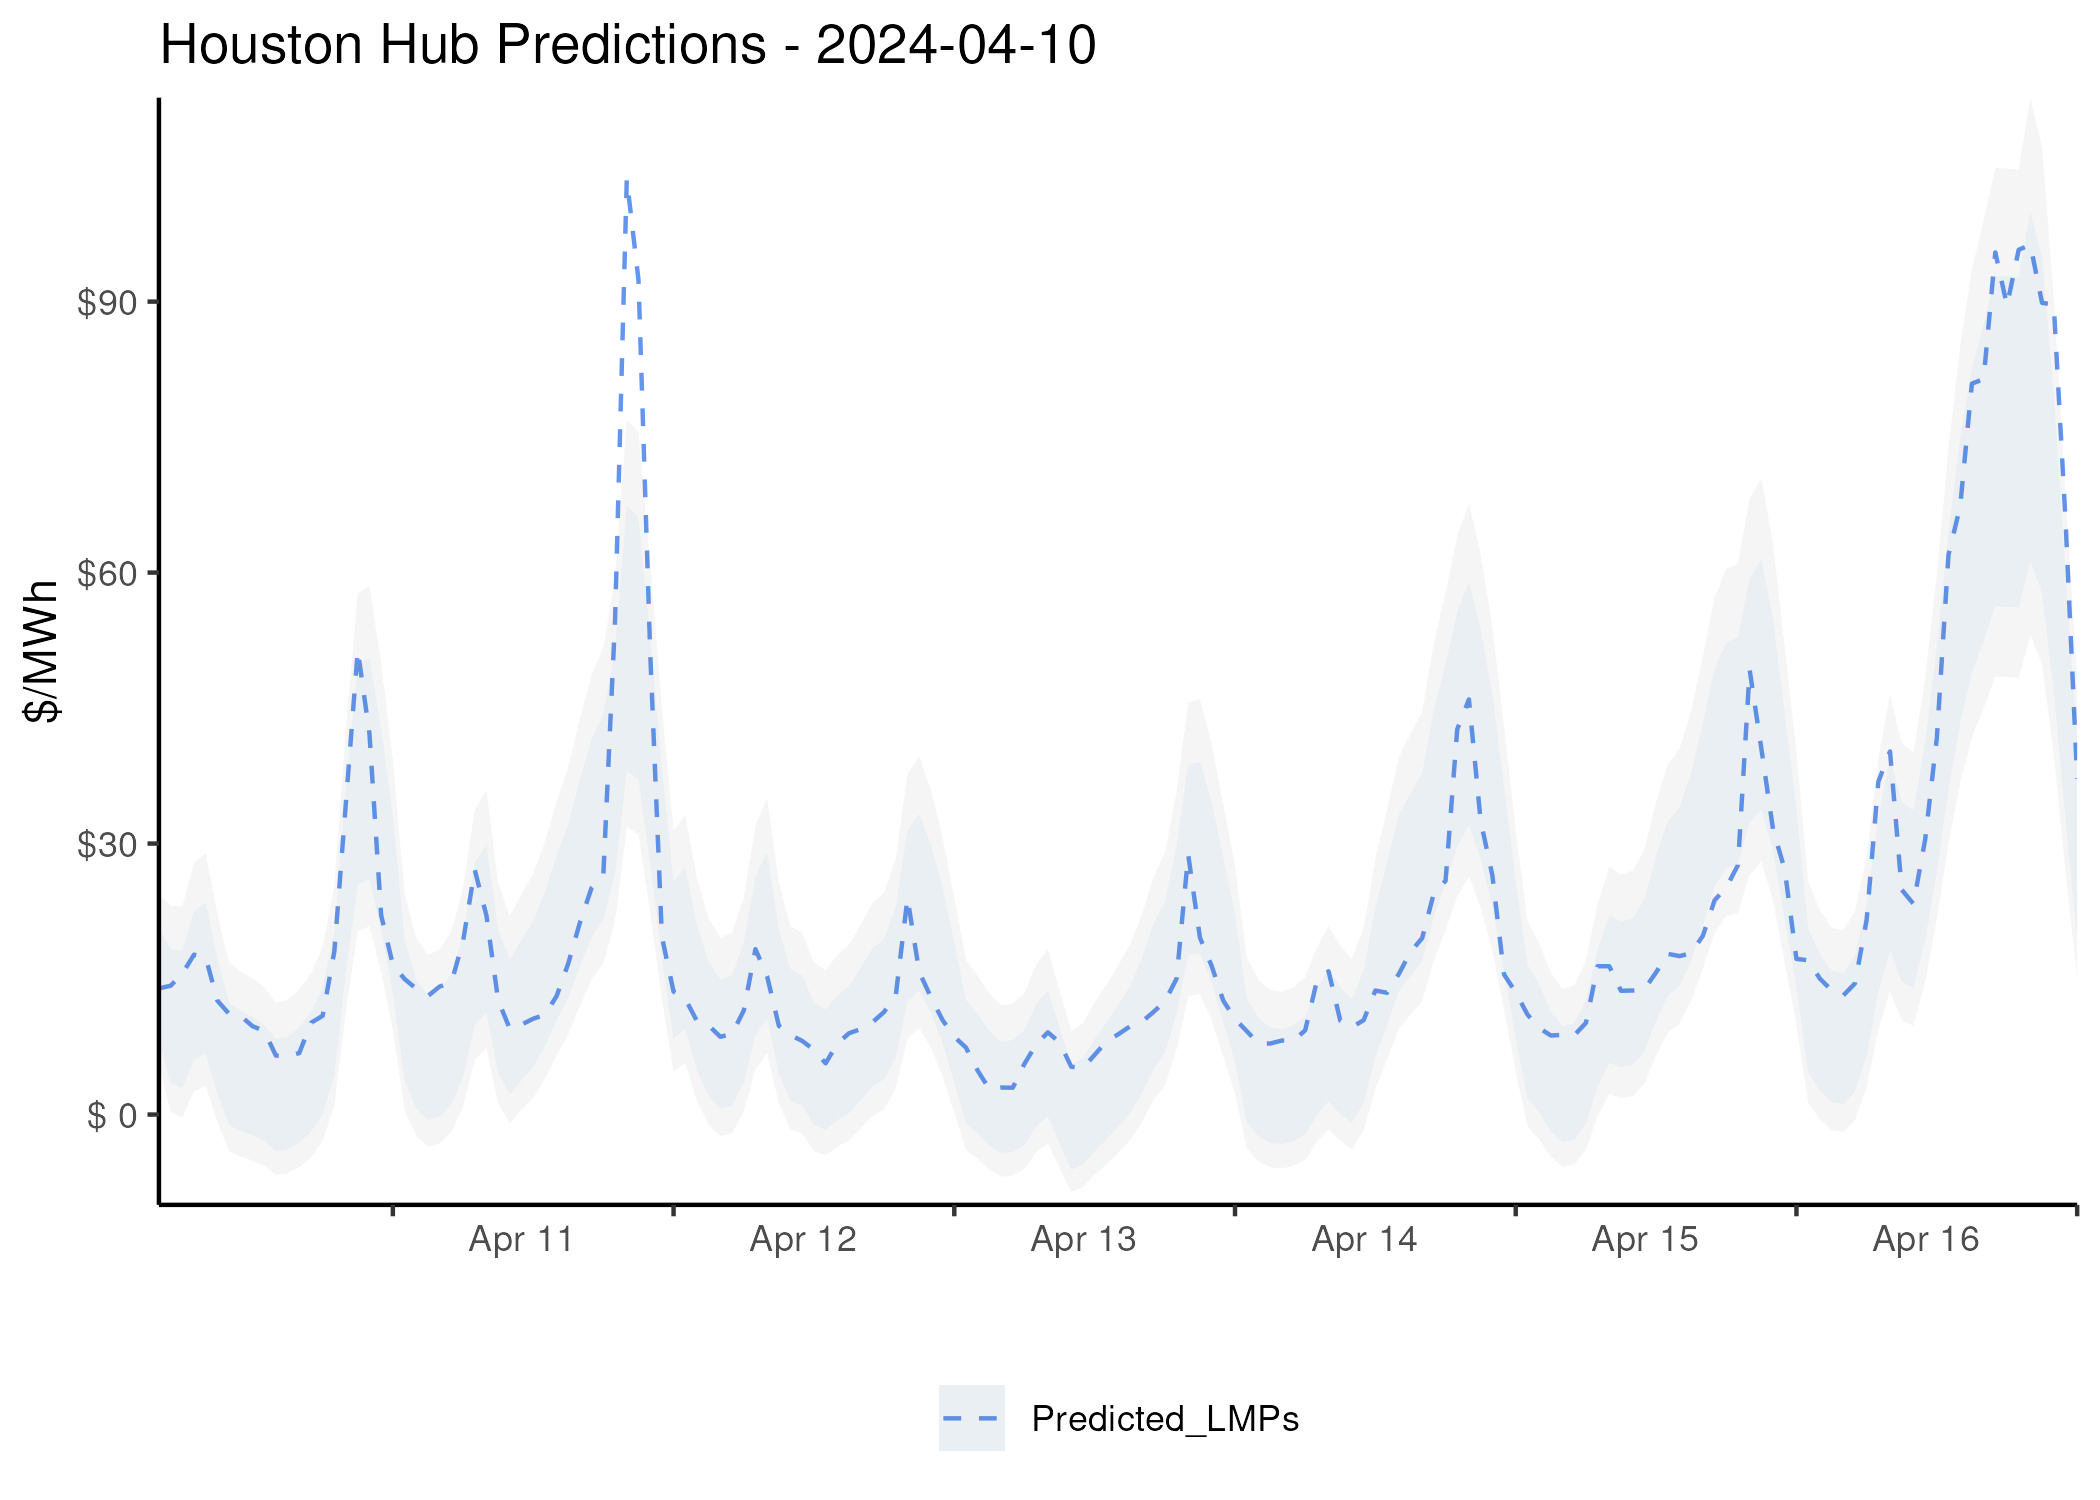 Houston Hub Predictions - 2024-04-10
$/MWh
$90
$60
$30
$ 0
Apr 11
Apr 12
Apr 13
Apr 14
Apr 15
Apr 16
Predicted_LMPs